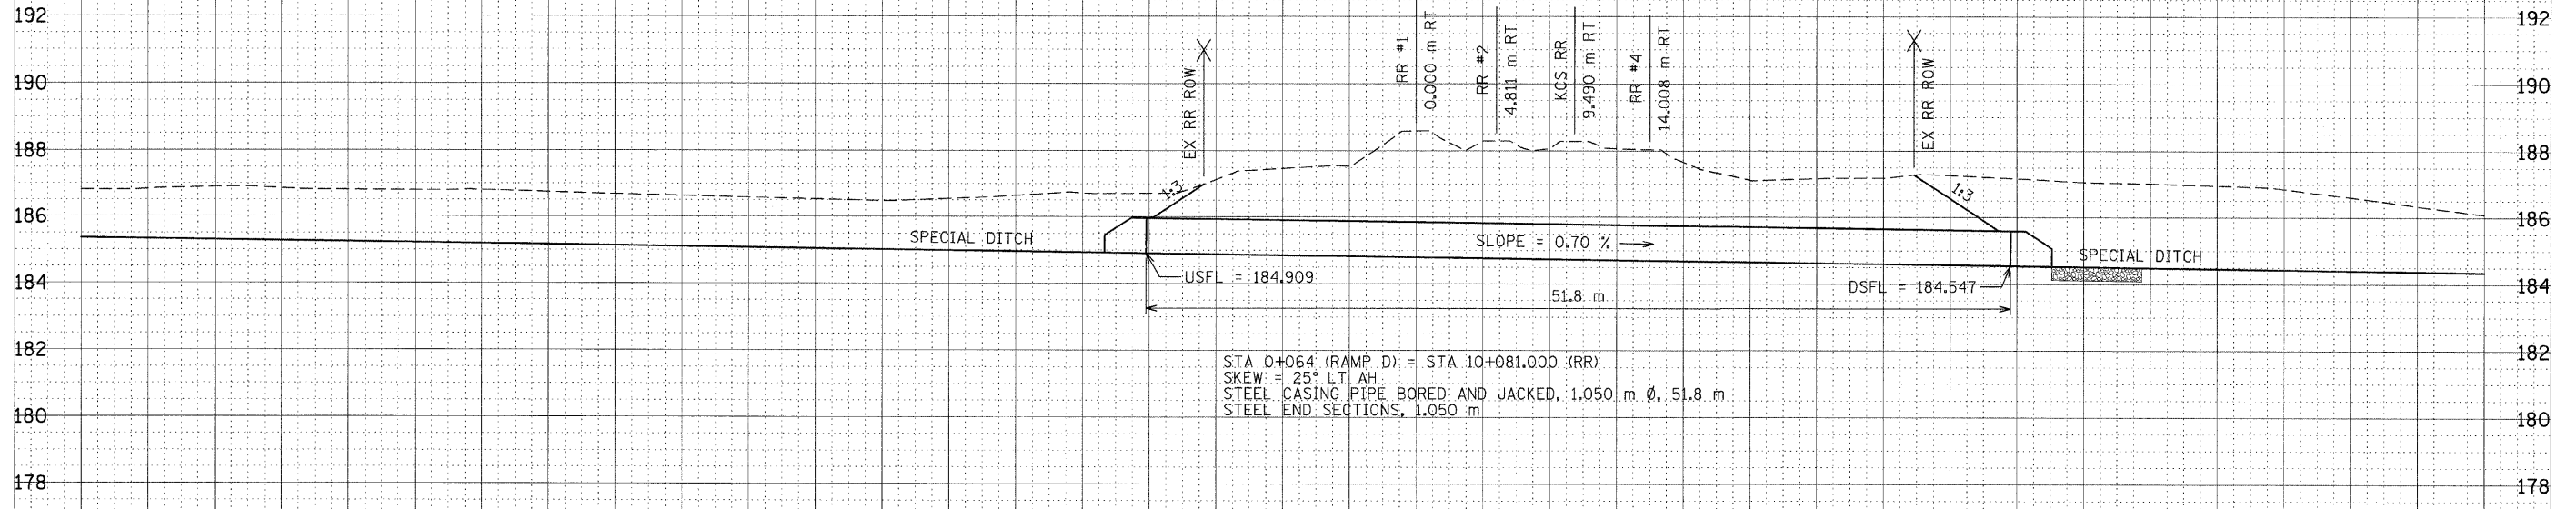 192
192
190
190
188
188
186
186
184
184
182
182
180
180
178
178
EX RR ROW
RR #1
0.000 m RT
RR #2
4.811 m RT
KCS RR
9.490 m RT
RR #4
14.008 m RT
EX RR ROW
1:3
1:3
SPECIAL DITCH
SLOPE = 0.70 %
SPECIAL DITCH
USFL = 184.909
DSFL = 184.547
51.8 m
STA 0+064 (RAMP D) = STA 10+081.000 (RR)
SKEW = 25° LT AH
STEEL CASING PIPE BORED AND JACKED, 1.050 m Ø, 51.8 m
STEEL END SECTIONS, 1.050 m